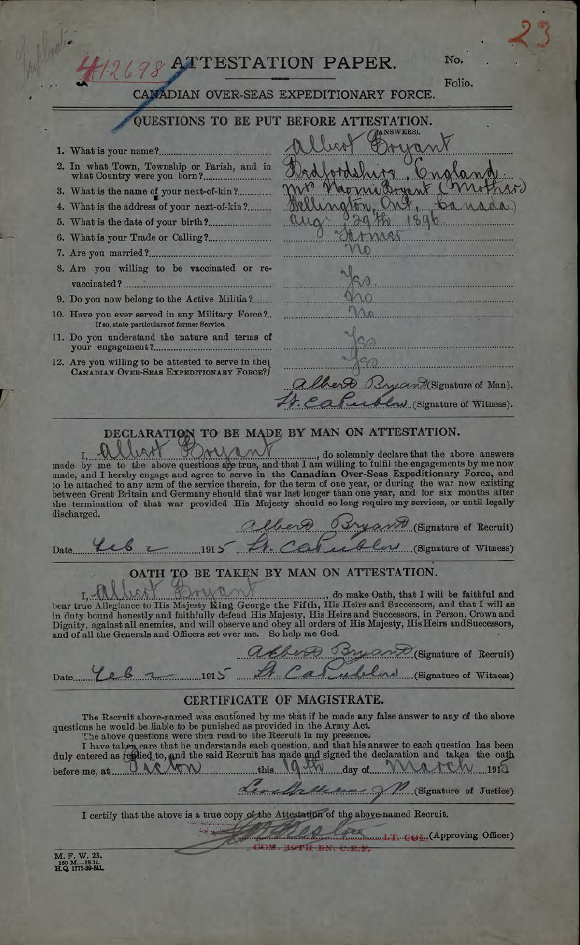 23
412698
ATTESTATION PAPER.
No.
Folio.
CANADIAN OVER-SEAS EXPEDITIONARY FORCE.
QUESTIONS TO BE PUT BEFORE ATTESTATION.
(ANSWERS).
1. What is your name? Albert Bryant
2. In what Town, Township or Parish, and in
what Country were you born? Bedfordshire, England
3. What is the name of your next-of-kin? Mrs Naomi Bryant (Mother)
4. What is the address of your next-of-kin? Wellington, Ont, Canada
5. What is the date of your birth? Aug: 29th 1896
6. What is your Trade or Calling? Farmer
7. Are you married? No
8. Are you willing to be vaccinated or re-
vaccinated? Yes.
9. Do you now belong to the Active Militia? No
10. Have you ever served in any Military Force? No
If so, state particulars of former Service
11. Do you understand the nature and terms of
your engagement? Yes
12. Are you willing to be attested to serve in the
CANADIAN OVER-SEAS EXPEDITIONARY FORCE? Yes
Albert Bryant (Signature of Man).
Lt. (Signature of Witness).
DECLARATION TO BE MADE BY MAN ON ATTESTATION.
I, Albert Bryant, do solemnly declare that the above answers
made by me to the above questions are true, and that I am willing to fulfil the engagements by me now
made, and I hereby engage and agree to serve in the Canadian Over-Seas Expeditionary Force, and
to be attached to any arm of the service therein, for the term of one year, or during the war now existing
between Great Britain and Germany should that war last longer than one year, and for six months after
the termination of that war provided His Majesty should so long require my services, or until legally
discharged.
Albert Bryant (Signature of Recruit)
Date Feb 2 1915 Lt. (Signature of Witness)
OATH TO BE TAKEN BY MAN ON ATTESTATION.
I, Albert Bryant, do make Oath, that I will be faithful and
bear true Allegiance to His Majesty King George the Fifth, His Heirs and Successors, and that I will as
in duty bound honestly and faithfully defend His Majesty, His Heirs and Successors, in Person, Crown and
Dignity, against all enemies, and will observe and obey all orders of His Majesty, His Heirs and Successors,
and of all the Generals and Officers set over me. So help me God.
Albert Bryant (Signature of Recruit)
Date Feb 2 1915 Lt. (Signature of Witness)
CERTIFICATE OF MAGISTRATE.
The Recruit above-named was cautioned by me that if he made any false answer to any of the above
questions he would be liable to be punished as provided in the Army Act.
The above questions were then read to the Recruit in my presence.
I have taken care that he understands each question, and that his answer to each question has been
duly entered as replied to, and the said Recruit has made and signed the declaration and taken the oath
before me, at Picton this 19th day of March 1915
JP (Signature of Justice)
I certify that the above is a true copy of the Attestation of the above-named Recruit.
LT. COL. (Approving Officer)
COM. 39TH BN. C.E.F.
M. F. W. 23.
H.Q. 1772-39-841.